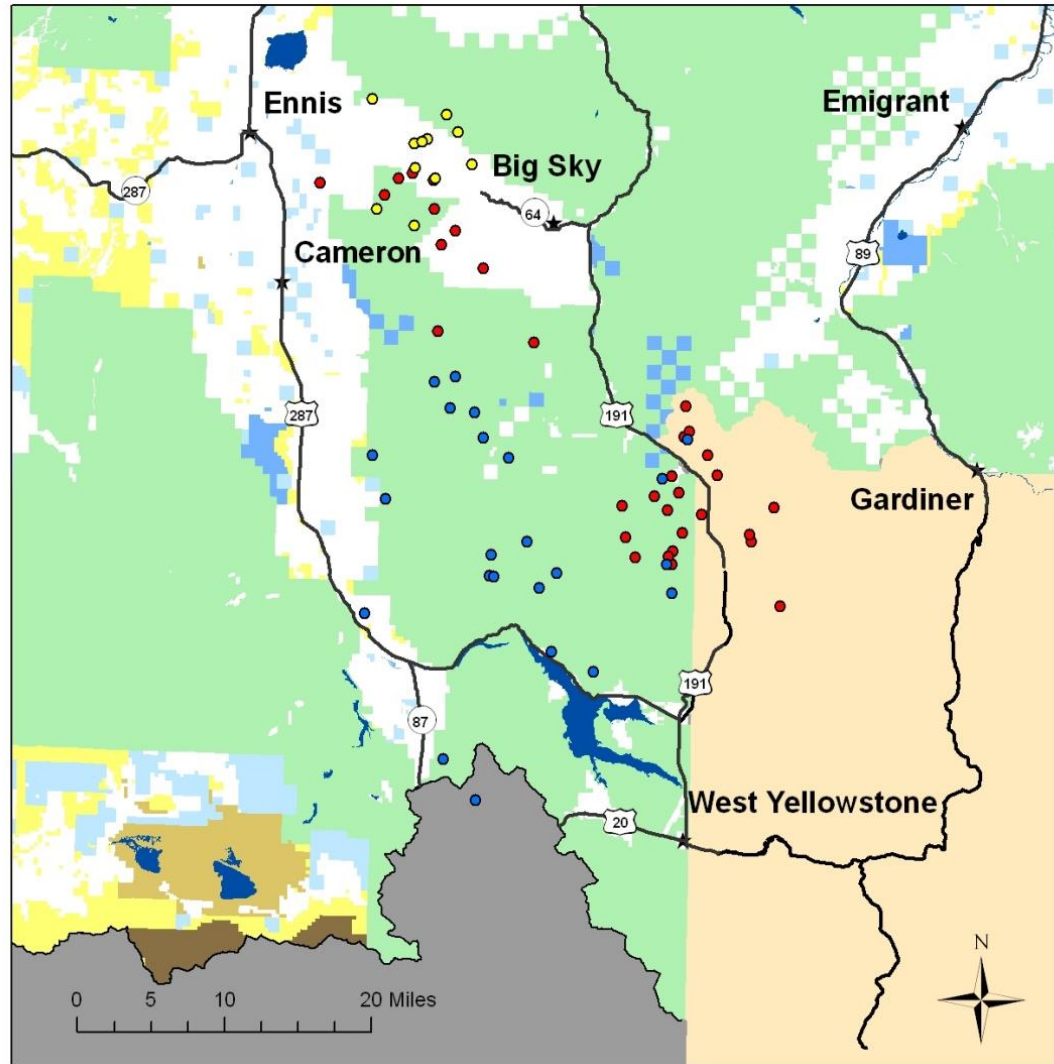 Ennis
Emigrant
Big Sky
287
64
Cameron
89
287
191
Gardiner
191
87
West Yellowstone
20
N
0 5 10 20 Miles